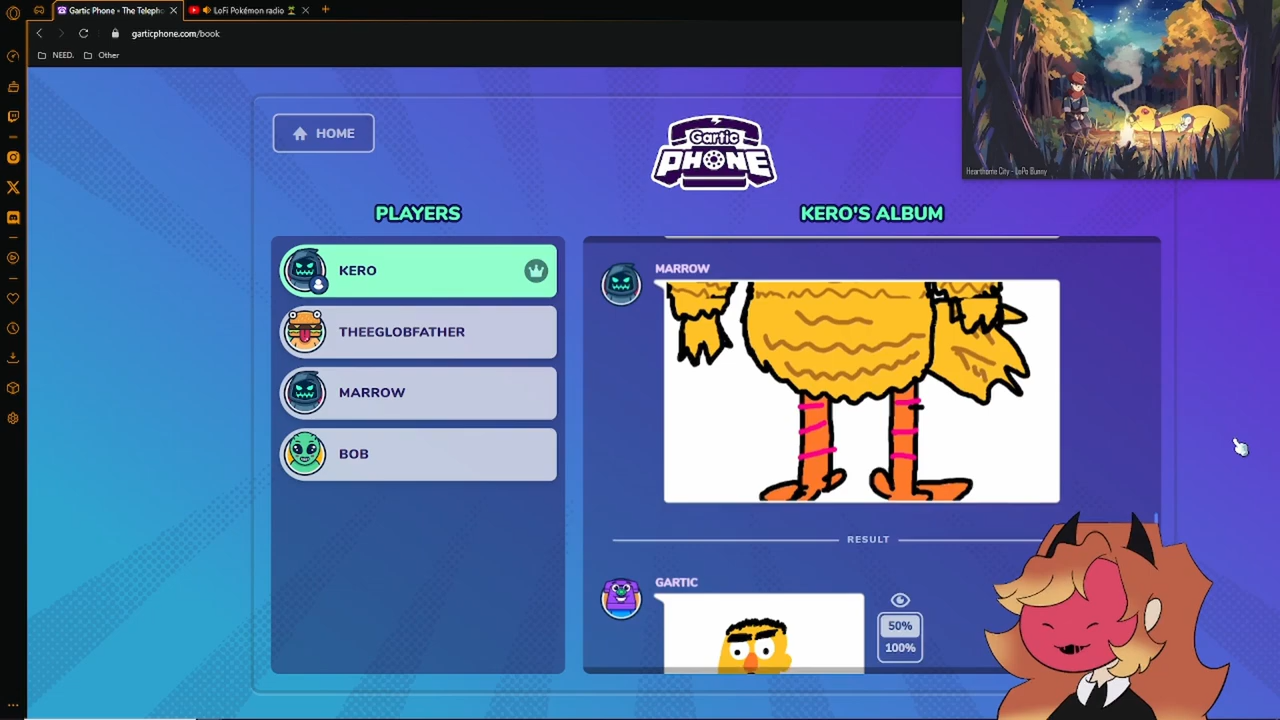 Gartic Phone - The Teleph
LoFi Pokémon radio
garticphone.com/book
NEED.
Other
Hearthome City - LoPo Bunny
HOME
Gartic
PHONE
PLAYERS
KERO'S ALBUM
KERO
THEEGLOBFATHER
MARROW
BOB
MARROW
RESULT
GARTIC
50%
100%